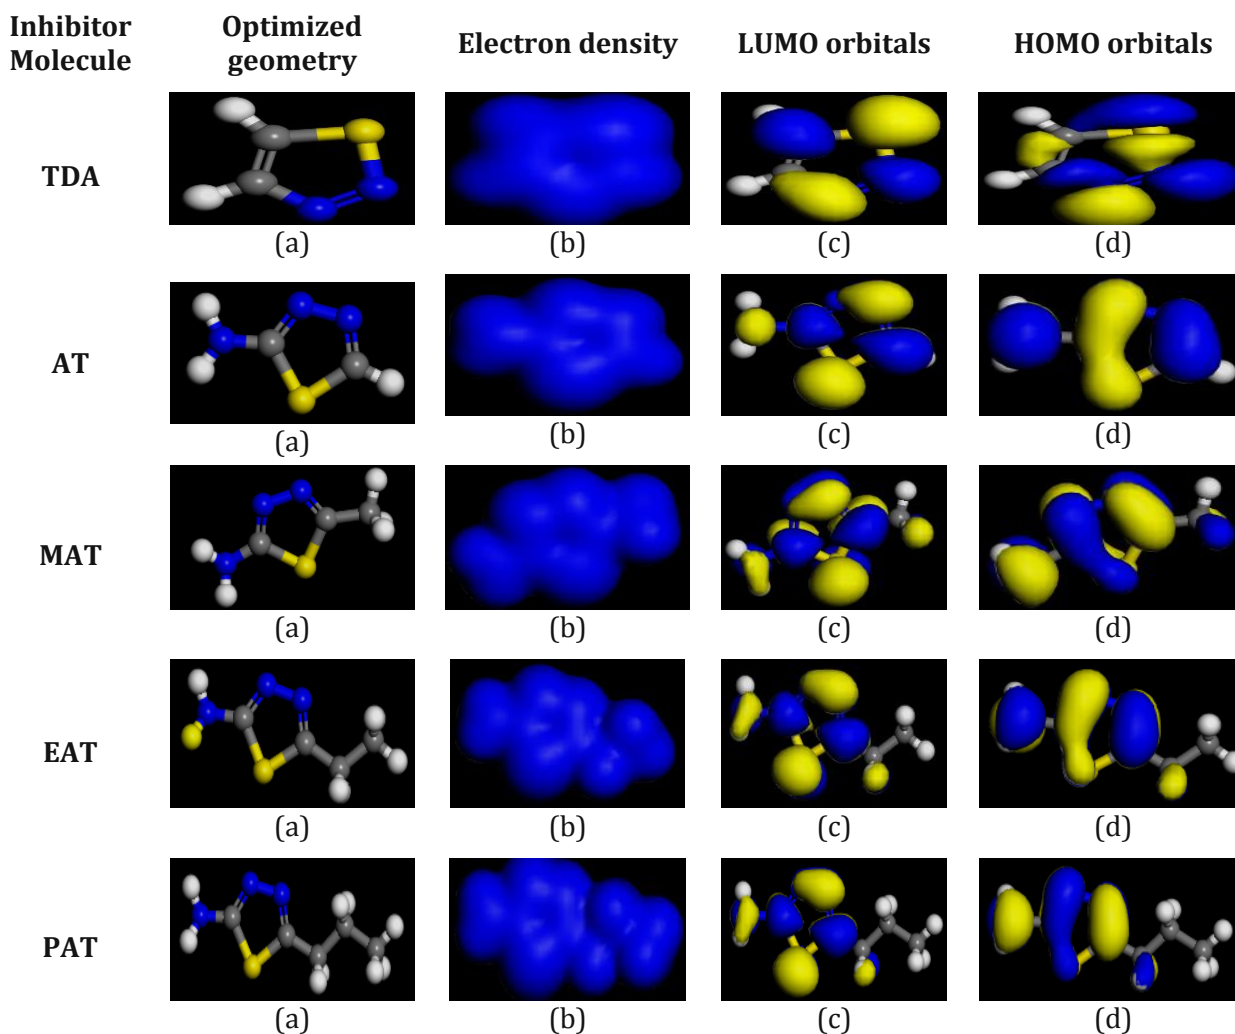 Inhibitor Molecule
Optimized geometry
Electron density
LUMO orbitals
HOMO orbitals
TDA
(a)
(b)
(c)
(d)
AT
(a)
(b)
(c)
(d)
MAT
(a)
(b)
(c)
(d)
EAT
(a)
(b)
(c)
(d)
PAT
(a)
(b)
(c)
(d)